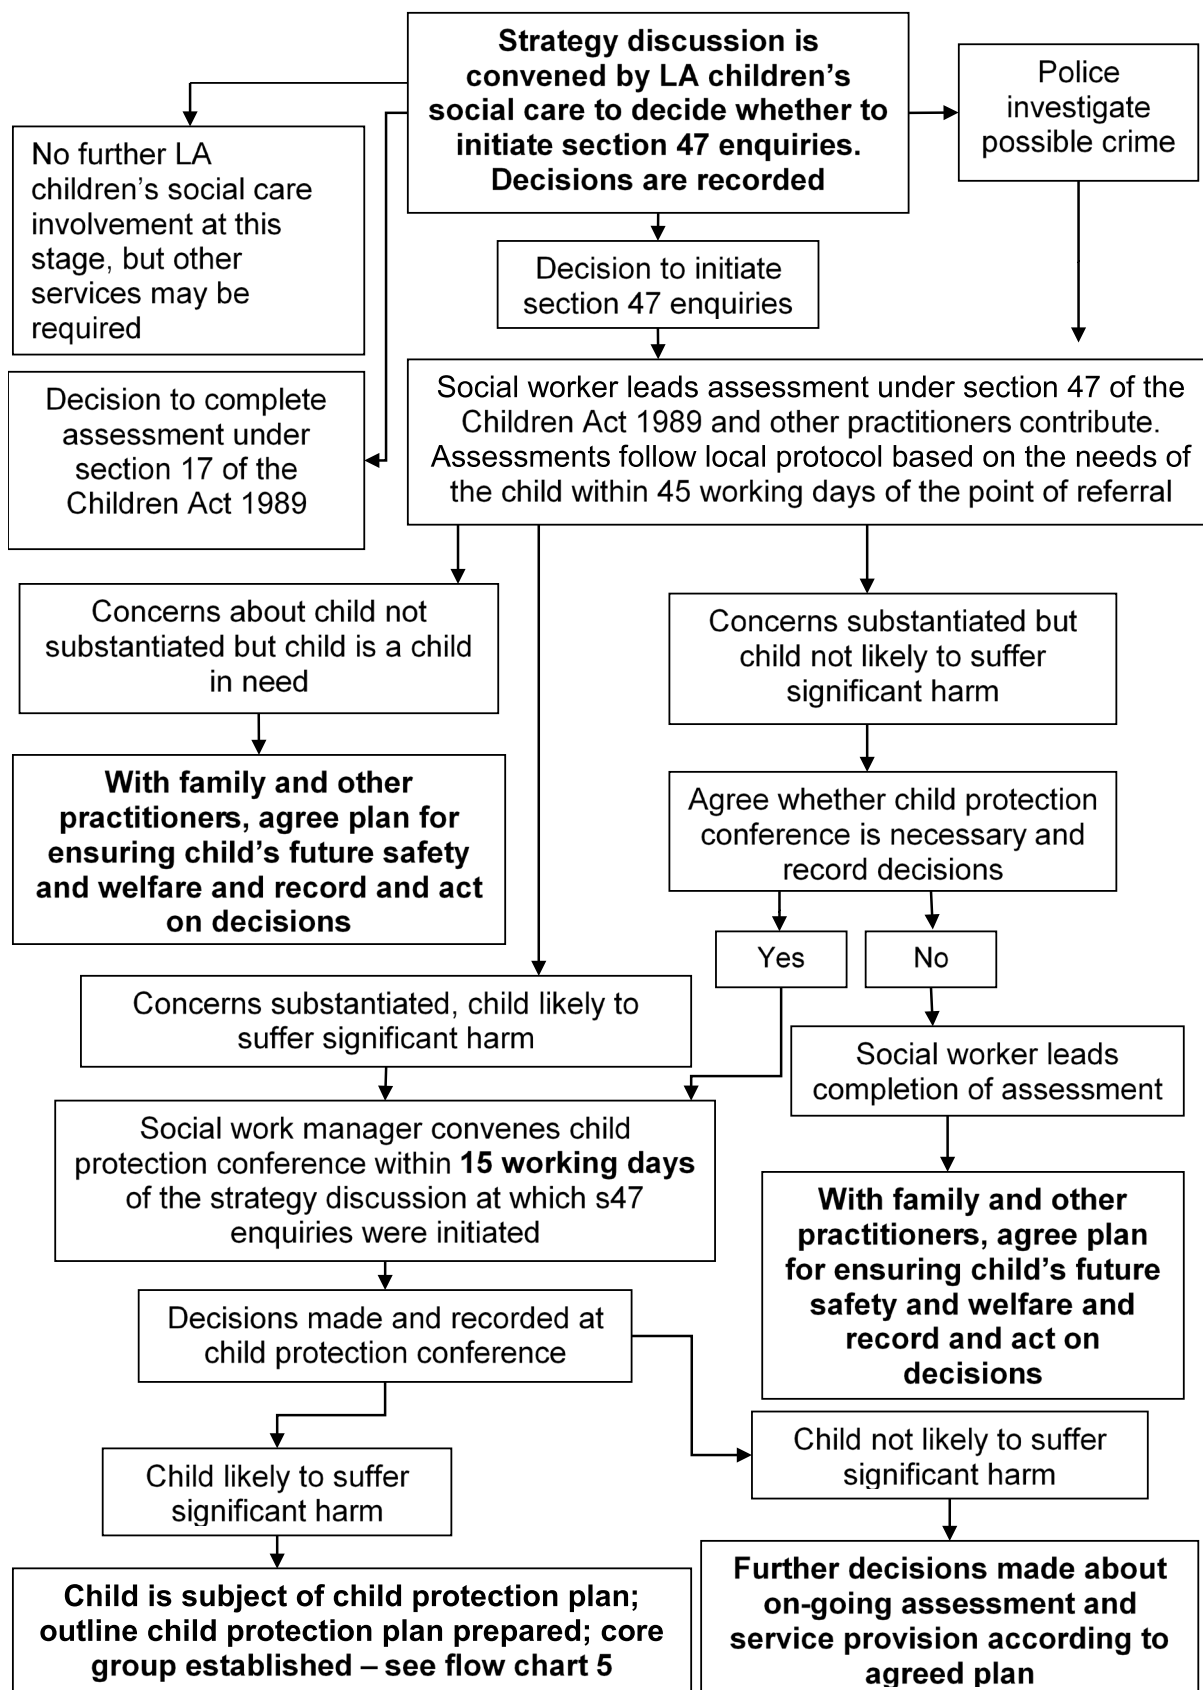 Strategy discussion is
convened by LA children’s
social care to decide whether to
initiate section 47 enquiries.
Decisions are recorded
Police
investigate
possible crime
No further LA
children’s social care
involvement at this
stage, but other
services may be
required
Decision to initiate
section 47 enquiries
Decision to complete
assessment under
section 17 of the
Children Act 1989
Social worker leads assessment under section 47 of the
Children Act 1989 and other practitioners contribute.
Assessments follow local protocol based on the needs of
the child within 45 working days of the point of referral
Concerns about child not
substantiated but child is a child
in need
Concerns substantiated but
child not likely to suffer
significant harm
With family and other
practitioners, agree plan for
ensuring child’s future safety
and welfare and record and act
on decisions
Agree whether child protection
conference is necessary and
record decisions
Yes
No
Concerns substantiated, child likely to
suffer significant harm
Social worker leads
completion of assessment
Social work manager convenes child
protection conference within 15 working days
of the strategy discussion at which s47
enquiries were initiated
With family and other
practitioners, agree plan
for ensuring child’s future
safety and welfare and
record and act on
decisions
Decisions made and recorded at
child protection conference
Child not likely to suffer
significant harm
Child likely to suffer
significant harm
Further decisions made about
on-going assessment and
service provision according to
agreed plan
Child is subject of child protection plan;
outline child protection plan prepared; core
group established – see flow chart 5